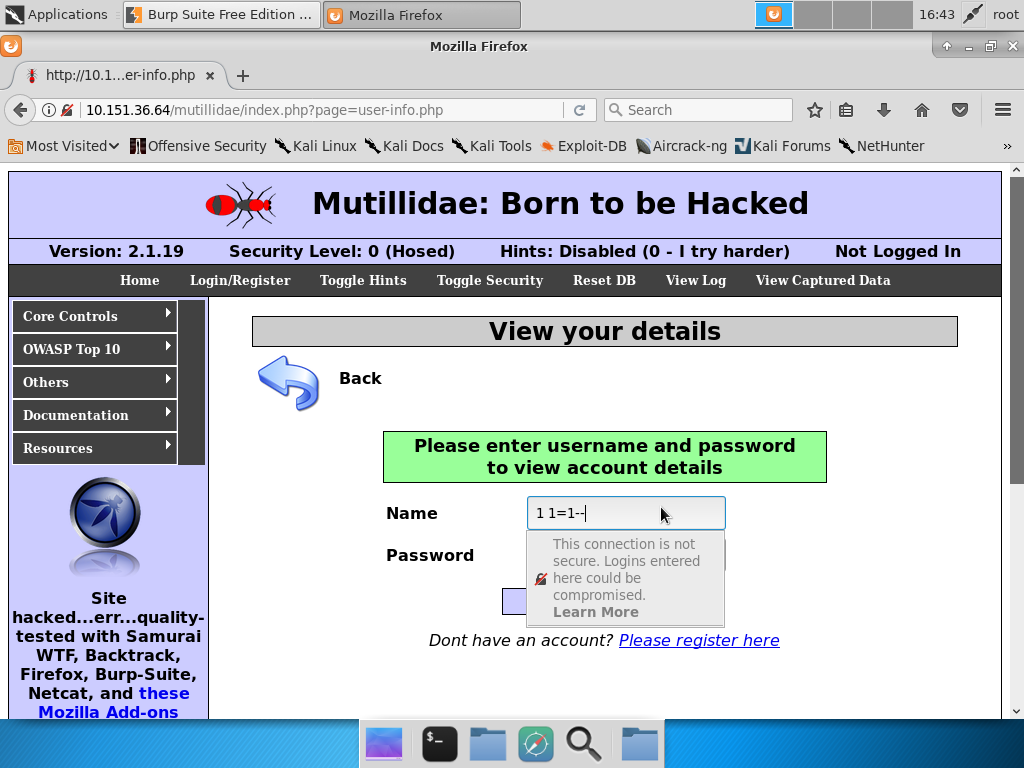 Applications Burp Suite Free Edition ... Mozilla Firefox 16:43 root
Mozilla Firefox
http://10.1...er-info.php
10.151.36.64/mutillidae/index.php?page=user-info.php Search
Most Visited Offensive Security Kali Linux Kali Docs Kali Tools Exploit-DB Aircrack-ng Kali Forums NetHunter »
Mutillidae: Born to be Hacked
Version: 2.1.19 Security Level: 0 (Hosed) Hints: Disabled (0 - I try harder) Not Logged In
Home Login/Register Toggle Hints Toggle Security Reset DB View Log View Captured Data
Core Controls
OWASP Top 10
Others
Documentation
Resources
Site
hacked...err...quality-
tested with Samurai
WTF, Backtrack,
Firefox, Burp-Suite,
Netcat, and these
Mozilla Add-ons
View your details
Back
Please enter username and password
to view account details
Name 1 1=1--
Password
This connection is not
secure. Logins entered
here could be
compromised.
Learn More
Dont have an account? Please register here
$_